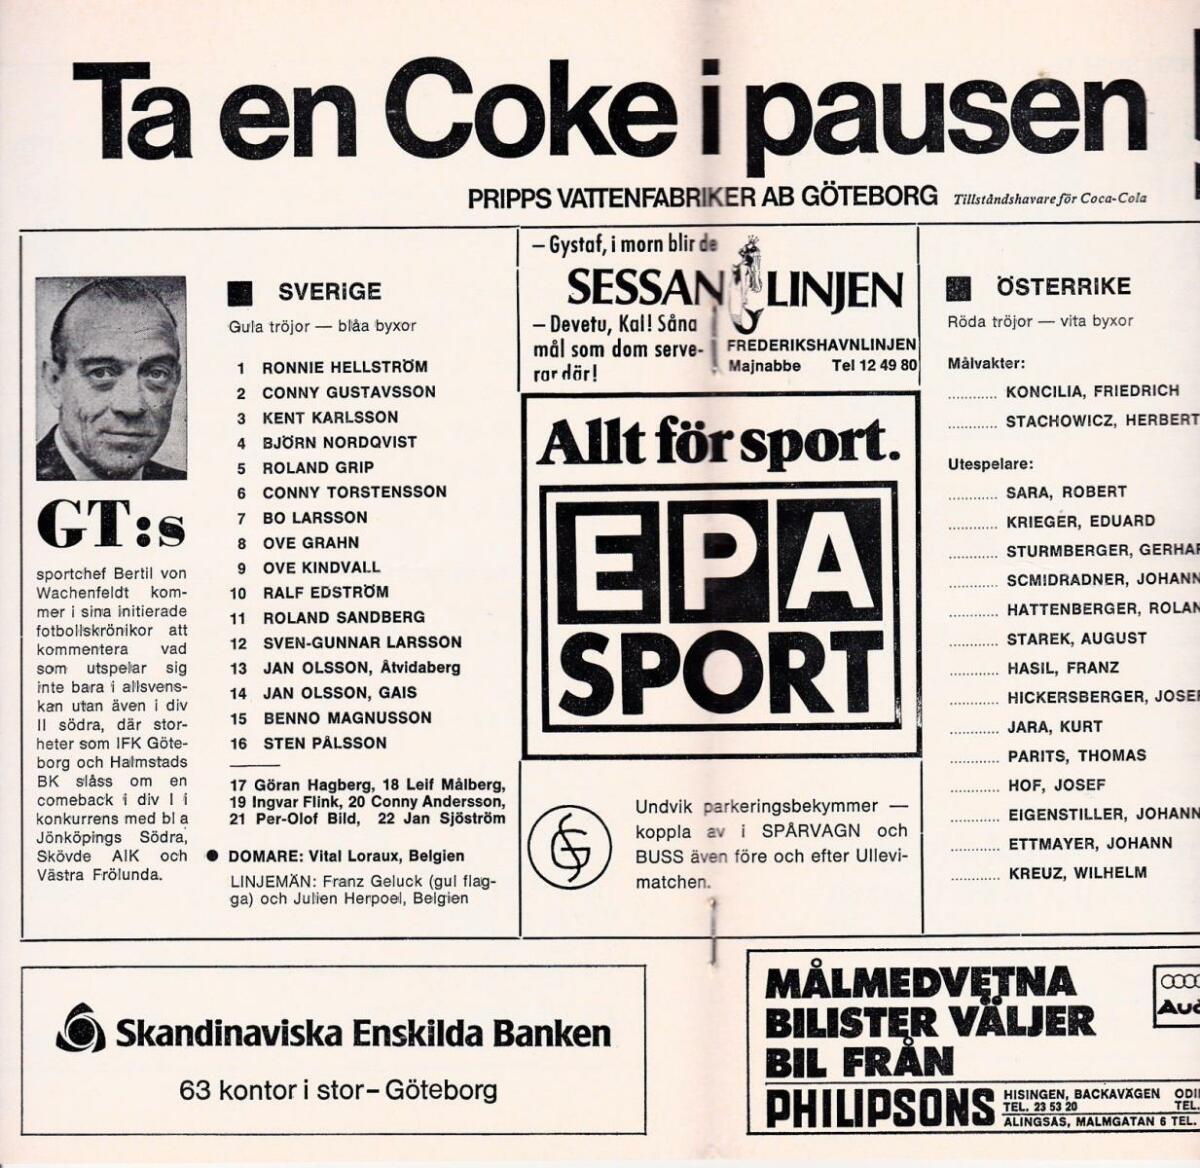 Ta en Coke i pausen
PRIPPS VATTENFABRIKER AB GÖTEBORG Tillståndshavare för Coca-Cola
GT:s
sportchef Bertil von
Wachenfeldt kom-
mer i sina initierade
fotbollskrönikor att
kommentera vad
som utspelar sig
inte bara i allsvens-
kan utan även i div
II södra, där stor-
heter som IFK Göte-
borg och Halmstads
BK slåss om en
comeback i div I i
konkurrens med bl a
Jönköpings Södra,
Skövde AIK och
Västra Frölunda.
SVERIGE
Gula tröjor — blåa byxor
1 RONNIE HELLSTRÖM
2 CONNY GUSTAVSSON
3 KENT KARLSSON
4 BJÖRN NORDQVIST
5 ROLAND GRIP
6 CONNY TORSTENSSON
7 BO LARSSON
8 OVE GRAHN
9 OVE KINDVALL
10 RALF EDSTRÖM
11 ROLAND SANDBERG
12 SVEN-GUNNAR LARSSON
13 JAN OLSSON, Åtvidaberg
14 JAN OLSSON, GAIS
15 BENNO MAGNUSSON
16 STEN PÅLSSON
17 Göran Hagberg, 18 Leif Målberg,
19 Ingvar Flink, 20 Conny Andersson,
21 Per-Olof Bild, 22 Jan Sjöström
● DOMARE: Vital Loraux, Belgien
LINJEMÄN: Franz Geluck (gul flag-
ga) och Julien Herpoel, Belgien
— Gystaf, i morn blir de
SESSAN LINJEN
— Devetu, Kal! Såna
mål som dom serve-
rar där!
FREDERIKSHAVNLINJEN
Majnabbe Tel 12 49 80
Allt för sport.
EPA
SPORT
GS
Undvik parkeringsbekymmer —
koppla av i SPÅRVAGN och
BUSS även före och efter Ullevi-
matchen.
ÖSTERRIKE
Röda tröjor — vita byxor
Målvakter:
............ KONCILIA, FRIEDRICH
............ STACHOWICZ, HERBERT
Utespelare:
............ SARA, ROBERT
............ KRIEGER, EDUARD
............ STURMBERGER, GERHA
............ SCMIDRADNER, JOHANN
............ HATTENBERGER, ROLAN
............ STAREK, AUGUST
............ HASIL, FRANZ
............ HICKERSBERGER, JOSEF
............ JARA, KURT
............ PARITS, THOMAS
............ HOF, JOSEF
............ EIGENSTILLER, JOHANN
............ ETTMAYER, JOHANN
............ KREUZ, WILHELM
Skandinaviska Enskilda Banken
63 kontor i stor–Göteborg
MÅLMEDVETNA
BILISTER VÄLJER
BIL FRÅN
PHILIPSONS
HISINGEN, BACKAVÄGEN
TEL. 23 53 20
ALINGSÅS, MALMGATAN 6 TEL.
ODI
TEL.
Aud